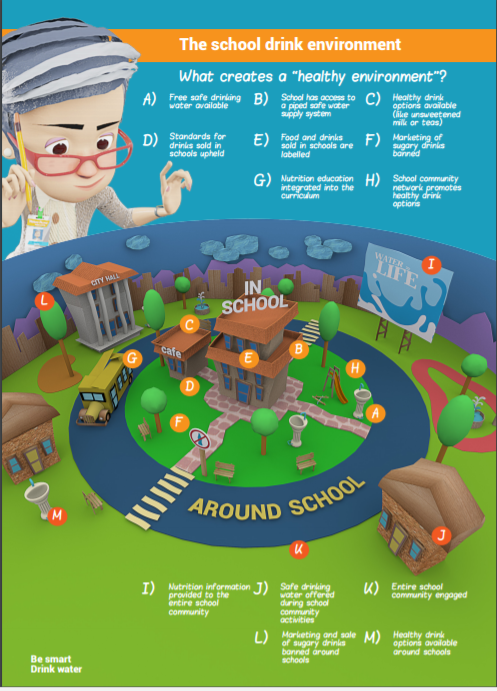 The school drink environment
What creates a "healthy environment"?
A) Free safe drinking
water available
B) School has access to
a piped safe water
supply system
C) Healthy drink
options available
(like unsweetened
milk or teas)
D) Standards for
drinks sold in
schools upheld
E) Food and drinks
sold in schools are
labelled
F) Marketing of
sugary drinks
banned
G) Nutrition education
integrated into the
curriculum
H) School community
network promotes
healthy drink
options
WATER
LIFE
I
CITY HALL
L
IN
SCHOOL
C
cafe
B
G
E
H
D
A
F
AROUND SCHOOL
M
J
K
I) Nutrition information
provided to the
entire school
community
J) Safe drinking
water offered
during school
community
activities
K) Entire school
community engaged
L) Marketing and sale
of sugary drinks
banned around
schools
M) Healthy drink
options available
around schools
Be smart
Drink water